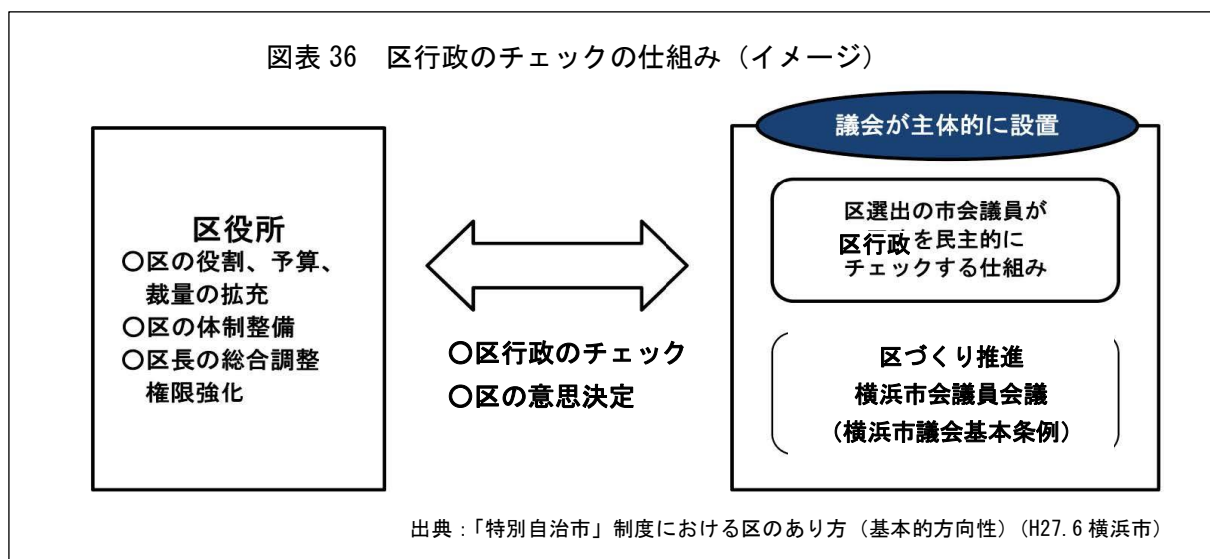 図表 36　区行政のチェックの仕組み（イメージ）
区役所
〇区の役割、予算、
裁量の拡充
〇区の体制整備
〇区長の総合調整
権限強化
〇区行政のチェック
〇区の意思決定
議会が主体的に設置
区選出の市会議員が
区行政を民主的に
チェックする仕組み
区づくり推進
横浜市会議員会議
（横浜市議会基本条例）
出典：「特別自治市」制度における区のあり方（基本的方向性）(H27.6 横浜市）